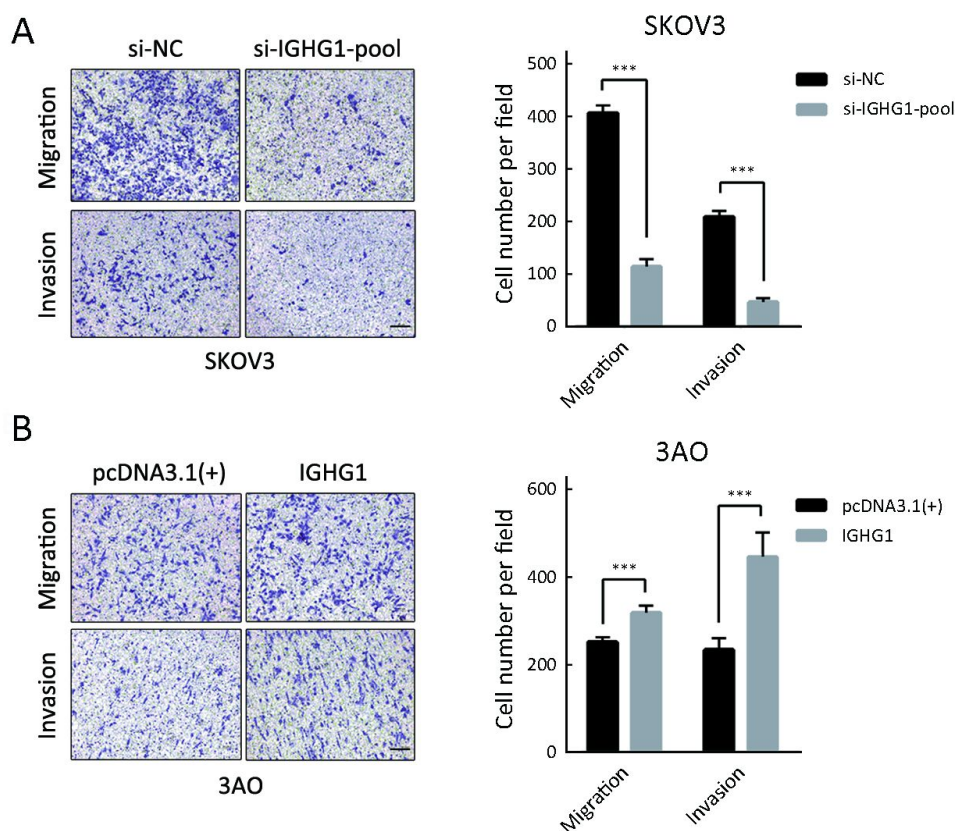 A
si-NC
si-IGHG1-pool
Migration
Invasion
SKOV3
SKOV3
Cell number per field
500
400
300
200
100
0
***
***
si-NC
si-IGHG1-pool
Migration
Invasion
B
pcDNA3.1(+)
IGHG1
Migration
Invasion
3AO
3AO
Cell number per field
600
400
200
0
***
***
pcDNA3.1(+)
IGHG1
Migration
Invasion